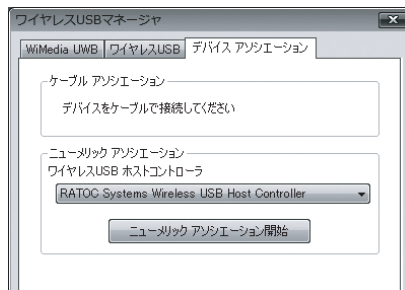 ワイヤレスUSBマネージャ
WiMedia UWB ワイヤレスUSB デバイス アソシエーション
ケーブル アソシエーション
デバイスをケーブルで接続してください
ニューメリック アソシエーション
ワイヤレスUSB ホストコントローラ
RATOC Systems Wireless USB Host Controller
ニューメリック アソシエーション開始